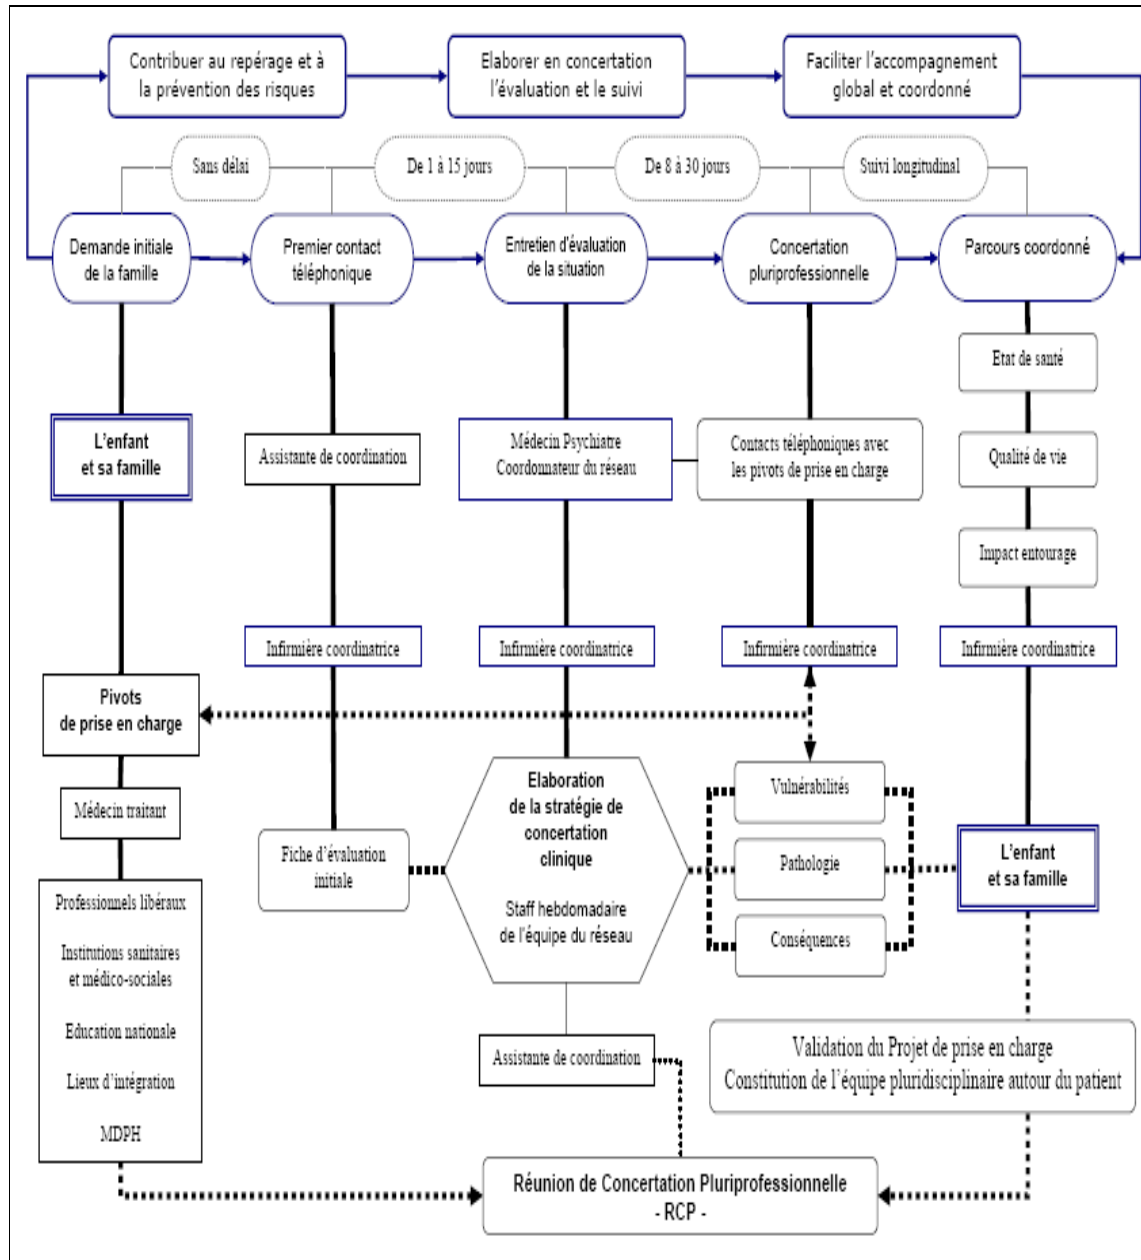 Contribuer au repérage et à
la prévention des risques
Elaborer en concertation
l'évaluation et le suivi
Faciliter l'accompagnement
global et coordonné
Sans délai
De 1 à 15 jours
De 8 à 30 jours
Suivi longitudinal
Demande initiale
de la famille
Premier contact
téléphonique
Entretien d'évaluation
de la situation
Concertation
pluriprofessionnelle
Parcours coordonné
Etat de santé
L'enfant
et sa famille
Assistante de coordination
Médecin Psychiatre
Coordonnateur du réseau
Contacts téléphoniques avec
les pivots de prise en charge
Qualité de vie
Impact entourage
Infirmière coordinatrice
Infirmière coordinatrice
Infirmière coordinatrice
Infirmière coordinatrice
Pivots
de prise en charge
Médecin traitant
Fiche d'évaluation
initiale
Elaboration
de la stratégie de
concertation
clinique
Staff hebdomadaire
de l'équipe du réseau
Vulnérabilités
Pathologie
Conséquences
L'enfant
et sa famille
Professionnels libéraux
Institutions sanitaires
et médico-sociales
Education nationale
Lieux d'intégration
MDPH
Assistante de coordination
Validation du Projet de prise en charge
Constitution de l'équipe pluridisciplinaire autour du patient
Réunion de Concertation Pluriprofessionnelle
- RCP -